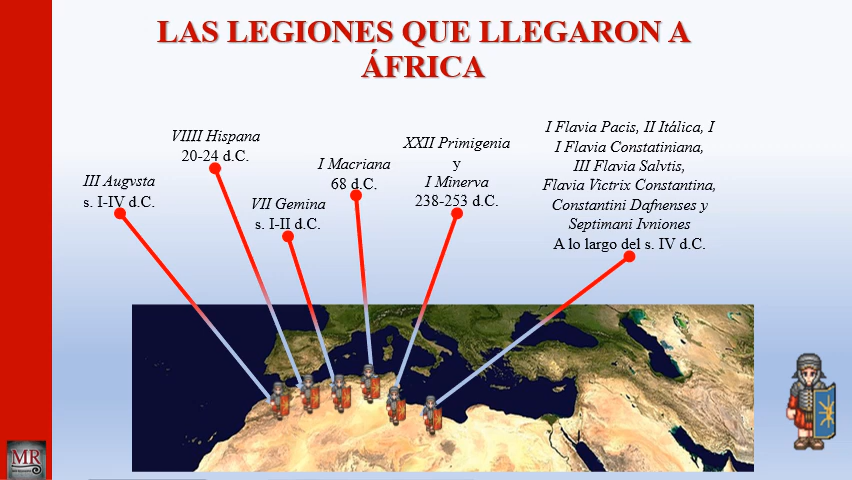 LAS LEGIONES QUE LLEGARON A
ÁFRICA
III Augvsta
s. I-IV d.C.
VIIII Hispana
20-24 d.C.
VII Gemina
s. I-II d.C.
I Macriana
68 d.C.
XXII Primigenia
y
I Minerva
238-253 d.C.
I Flavia Pacis, II Itálica, I
I Flavia Constatiniana,
III Flavia Salvtis,
Flavia Victrix Constantina,
Constantini Dafnenses y
Septimani Ivniones
A lo largo del s. IV d.C.
MR